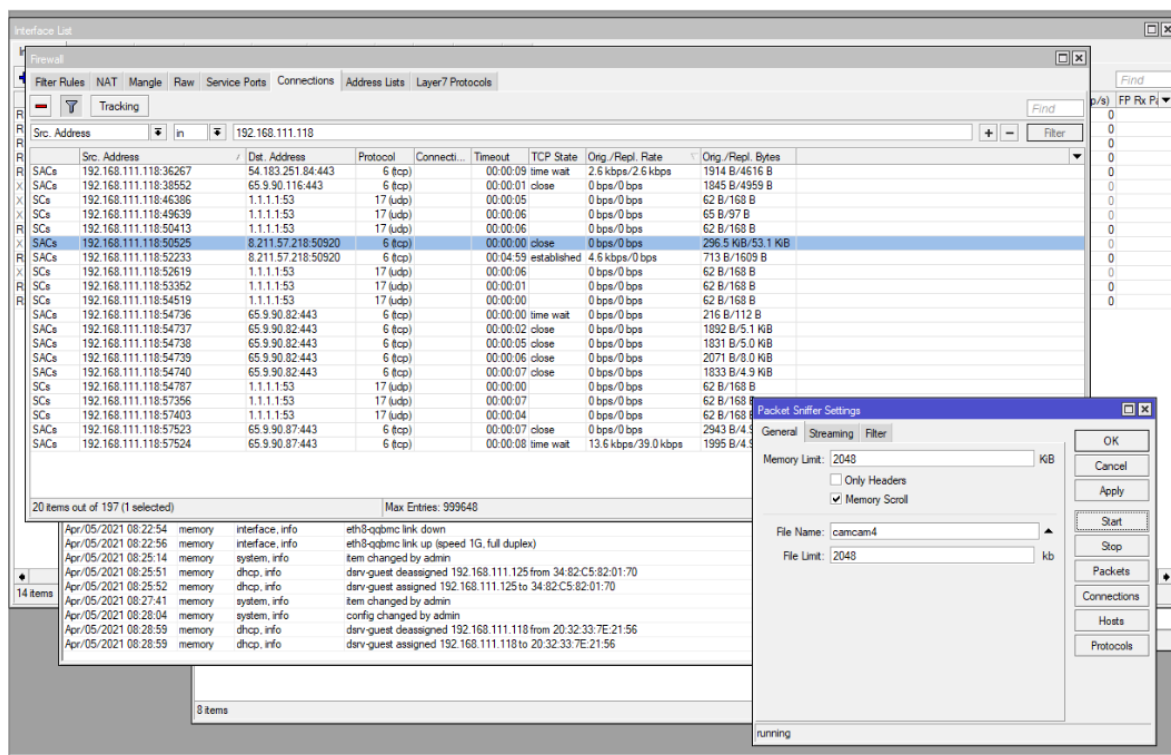 Interface List
Firewall
Filter Rules NAT Mangle Raw Service Ports Connections Address Lists Layer7 Protocols
Tracking
Find
Find
p/s) FP Rx
Src. Address in 192.168.111.118 + − Filter
Src. Address Dst. Address Protocol Connecti... Timeout TCP State Orig./Repl. Rate Orig./Repl. Bytes
SACs 192.168.111.118:36267 54.183.251.84:443 6 (tcp) 00:00:09 time wait 2.6 kbps/2.6 kbps 1914 B/4616 B
SACs 192.168.111.118:38552 65.9.90.116:443 6 (tcp) 00:00:01 close 0 bps/0 bps 1845 B/4959 B
SCs 192.168.111.118:46386 1.1.1.1:53 17 (udp) 00:00:05 0 bps/0 bps 62 B/168 B
SCs 192.168.111.118:49639 1.1.1.1:53 17 (udp) 00:00:06 0 bps/0 bps 65 B/97 B
SCs 192.168.111.118:50413 1.1.1.1:53 17 (udp) 00:00:06 0 bps/0 bps 62 B/168 B
SACs 192.168.111.118:50525 8.211.57.218:50920 6 (tcp) 00:00:00 close 0 bps/0 bps 296.5 KiB/53.1 KiB
SACs 192.168.111.118:52233 8.211.57.218:50920 6 (tcp) 00:04:59 established 4.6 kbps/0 bps 713 B/1609 B
SCs 192.168.111.118:52619 1.1.1.1:53 17 (udp) 00:00:06 0 bps/0 bps 62 B/168 B
SCs 192.168.111.118:53352 1.1.1.1:53 17 (udp) 00:00:01 0 bps/0 bps 62 B/168 B
SCs 192.168.111.118:54519 1.1.1.1:53 17 (udp) 00:00:00 0 bps/0 bps 62 B/168 B
SACs 192.168.111.118:54736 65.9.90.82:443 6 (tcp) 00:00:00 time wait 0 bps/0 bps 216 B/112 B
SACs 192.168.111.118:54737 65.9.90.82:443 6 (tcp) 00:00:02 close 0 bps/0 bps 1892 B/5.1 KiB
SACs 192.168.111.118:54738 65.9.90.82:443 6 (tcp) 00:00:05 close 0 bps/0 bps 1831 B/5.0 KiB
SACs 192.168.111.118:54739 65.9.90.82:443 6 (tcp) 00:00:06 close 0 bps/0 bps 2071 B/8.0 KiB
SACs 192.168.111.118:54740 65.9.90.82:443 6 (tcp) 00:00:07 close 0 bps/0 bps 1833 B/4.9 KiB
SCs 192.168.111.118:54787 1.1.1.1:53 17 (udp) 00:00:00 0 bps/0 bps 62 B/168 B
SCs 192.168.111.118:57356 1.1.1.1:53 17 (udp) 00:00:07 0 bps/0 bps 62 B/168
SCs 192.168.111.118:57403 1.1.1.1:53 17 (udp) 00:00:04 0 bps/0 bps 62 B/168
SACs 192.168.111.118:57523 65.9.90.87:443 6 (tcp) 00:00:07 close 0 bps/0 bps 2943 B/4.9
SACs 192.168.111.118:57524 65.9.90.87:443 6 (tcp) 00:00:08 time wait 13.6 kbps/39.0 kbps 1995 B/4.9
20 items out of 197 (1 selected) Max Entries: 999648
Apr/05/2021 08:22:54 memory interface, info eth8-qqbmc link down
Apr/05/2021 08:22:56 memory interface, info eth8-qqbmc link up (speed 1G, full duplex)
Apr/05/2021 08:25:14 memory system, info item changed by admin
Apr/05/2021 08:25:51 memory dhcp, info dsrv-guest deassigned 192.168.111.125 from 34:82:C5:82:01:70
Apr/05/2021 08:25:52 memory dhcp, info dsrv-guest assigned 192.168.111.125 to 34:82:C5:82:01:70
Apr/05/2021 08:27:41 memory system, info item changed by admin
Apr/05/2021 08:28:04 memory system, info config changed by admin
Apr/05/2021 08:28:59 memory dhcp, info dsrv-guest deassigned 192.168.111.118 from 20:32:33:7E:21:56
Apr/05/2021 08:28:59 memory dhcp, info dsrv-guest assigned 192.168.111.118 to 20:32:33:7E:21:56
14 items
8 items
Packet Sniffer Settings
General Streaming Filter
Memory Limit: 2048 KiB
Only Headers
Memory Scroll
File Name: camcam4
File Limit: 2048 kb
OK
Cancel
Apply
Start
Stop
Packets
Connections
Hosts
Protocols
running